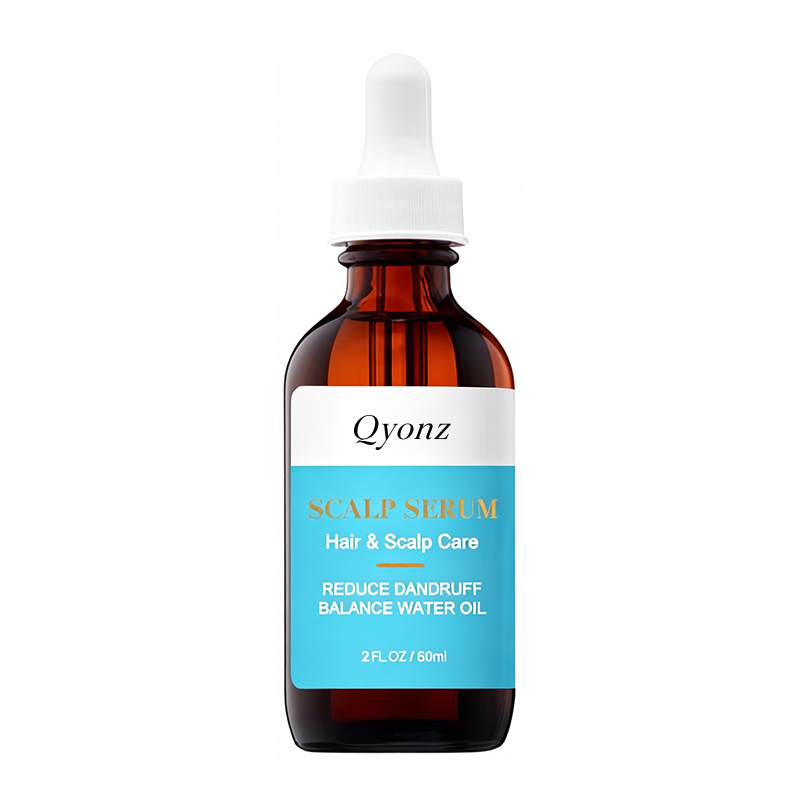 Qyonz
SCALP SERUM
Hair & Scalp Care
REDUCE DANDRUFF
BALANCE WATER OIL
2 FL.OZ / 60ml